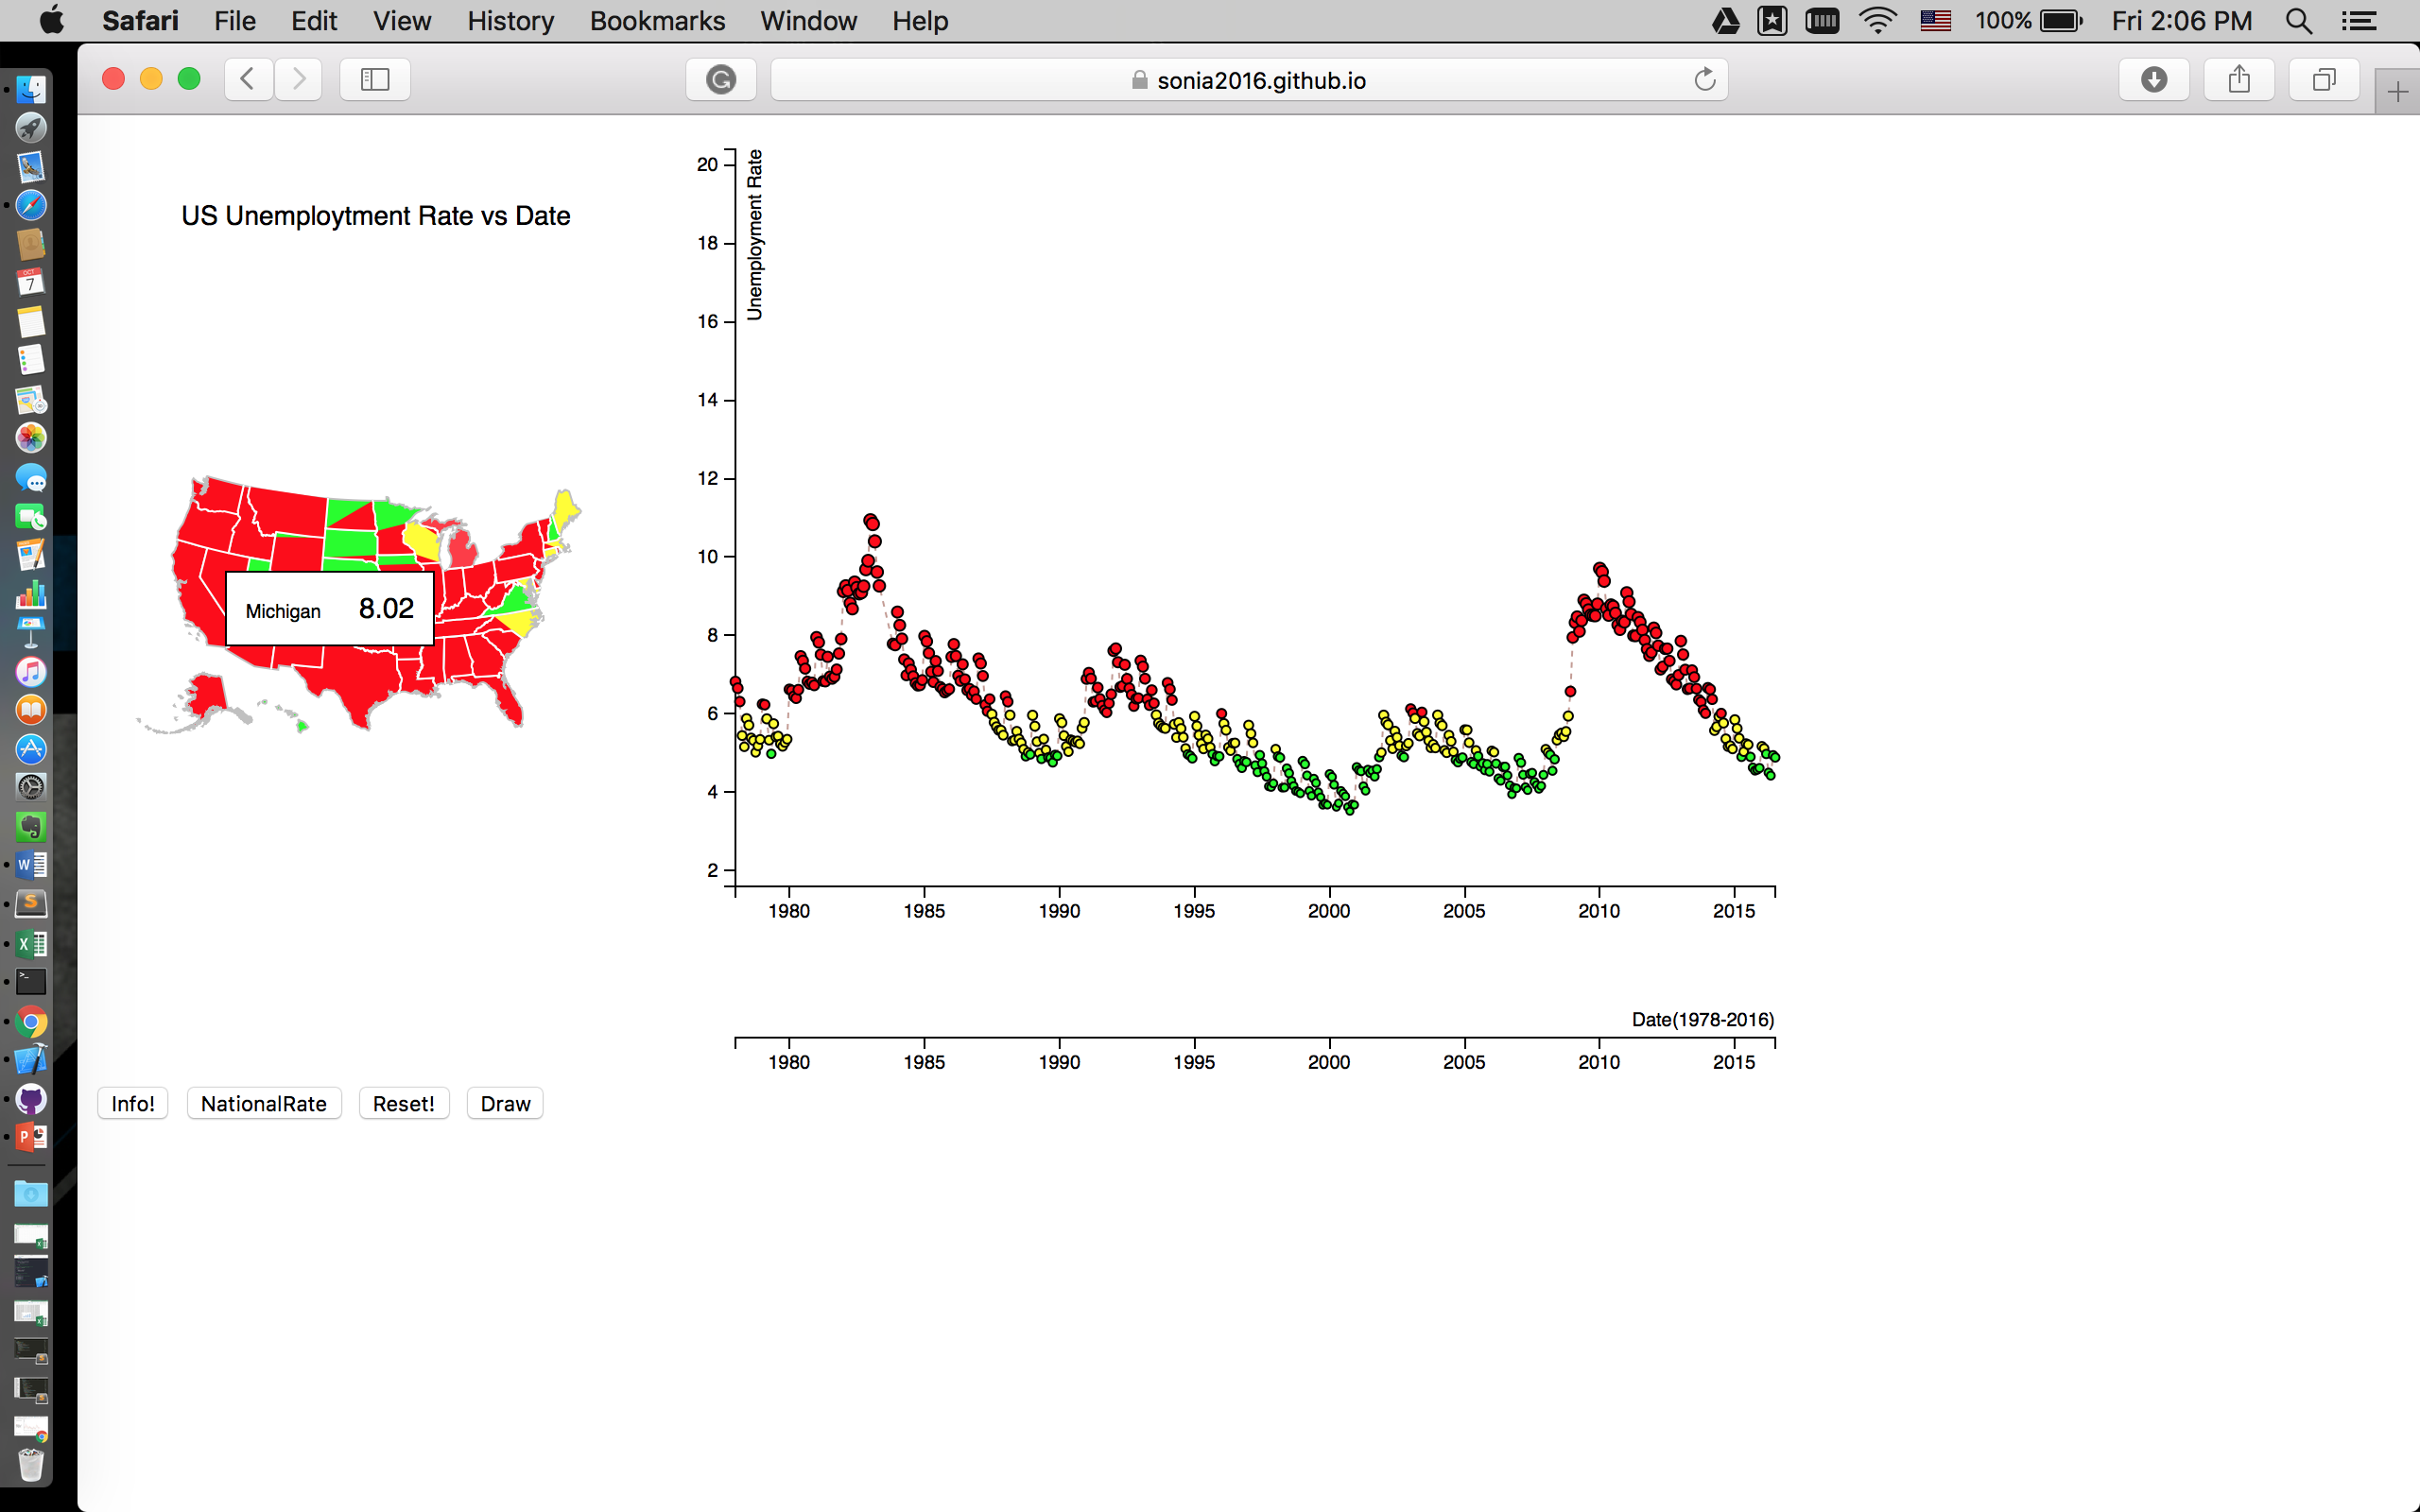 Safari File Edit View History Bookmarks Window Help 100% Fri 2:06 PM
sonia2016.github.io
OCT
7
US Unemploytment Rate vs Date
Michigan 8.02
Unemployment Rate
20
18
16
14
12
10
8
6
4
2
1980 1985 1990 1995 2000 2005 2010 2015
Date(1978-2016)
1980 1985 1990 1995 2000 2005 2010 2015
Info! NationalRate Reset! Draw